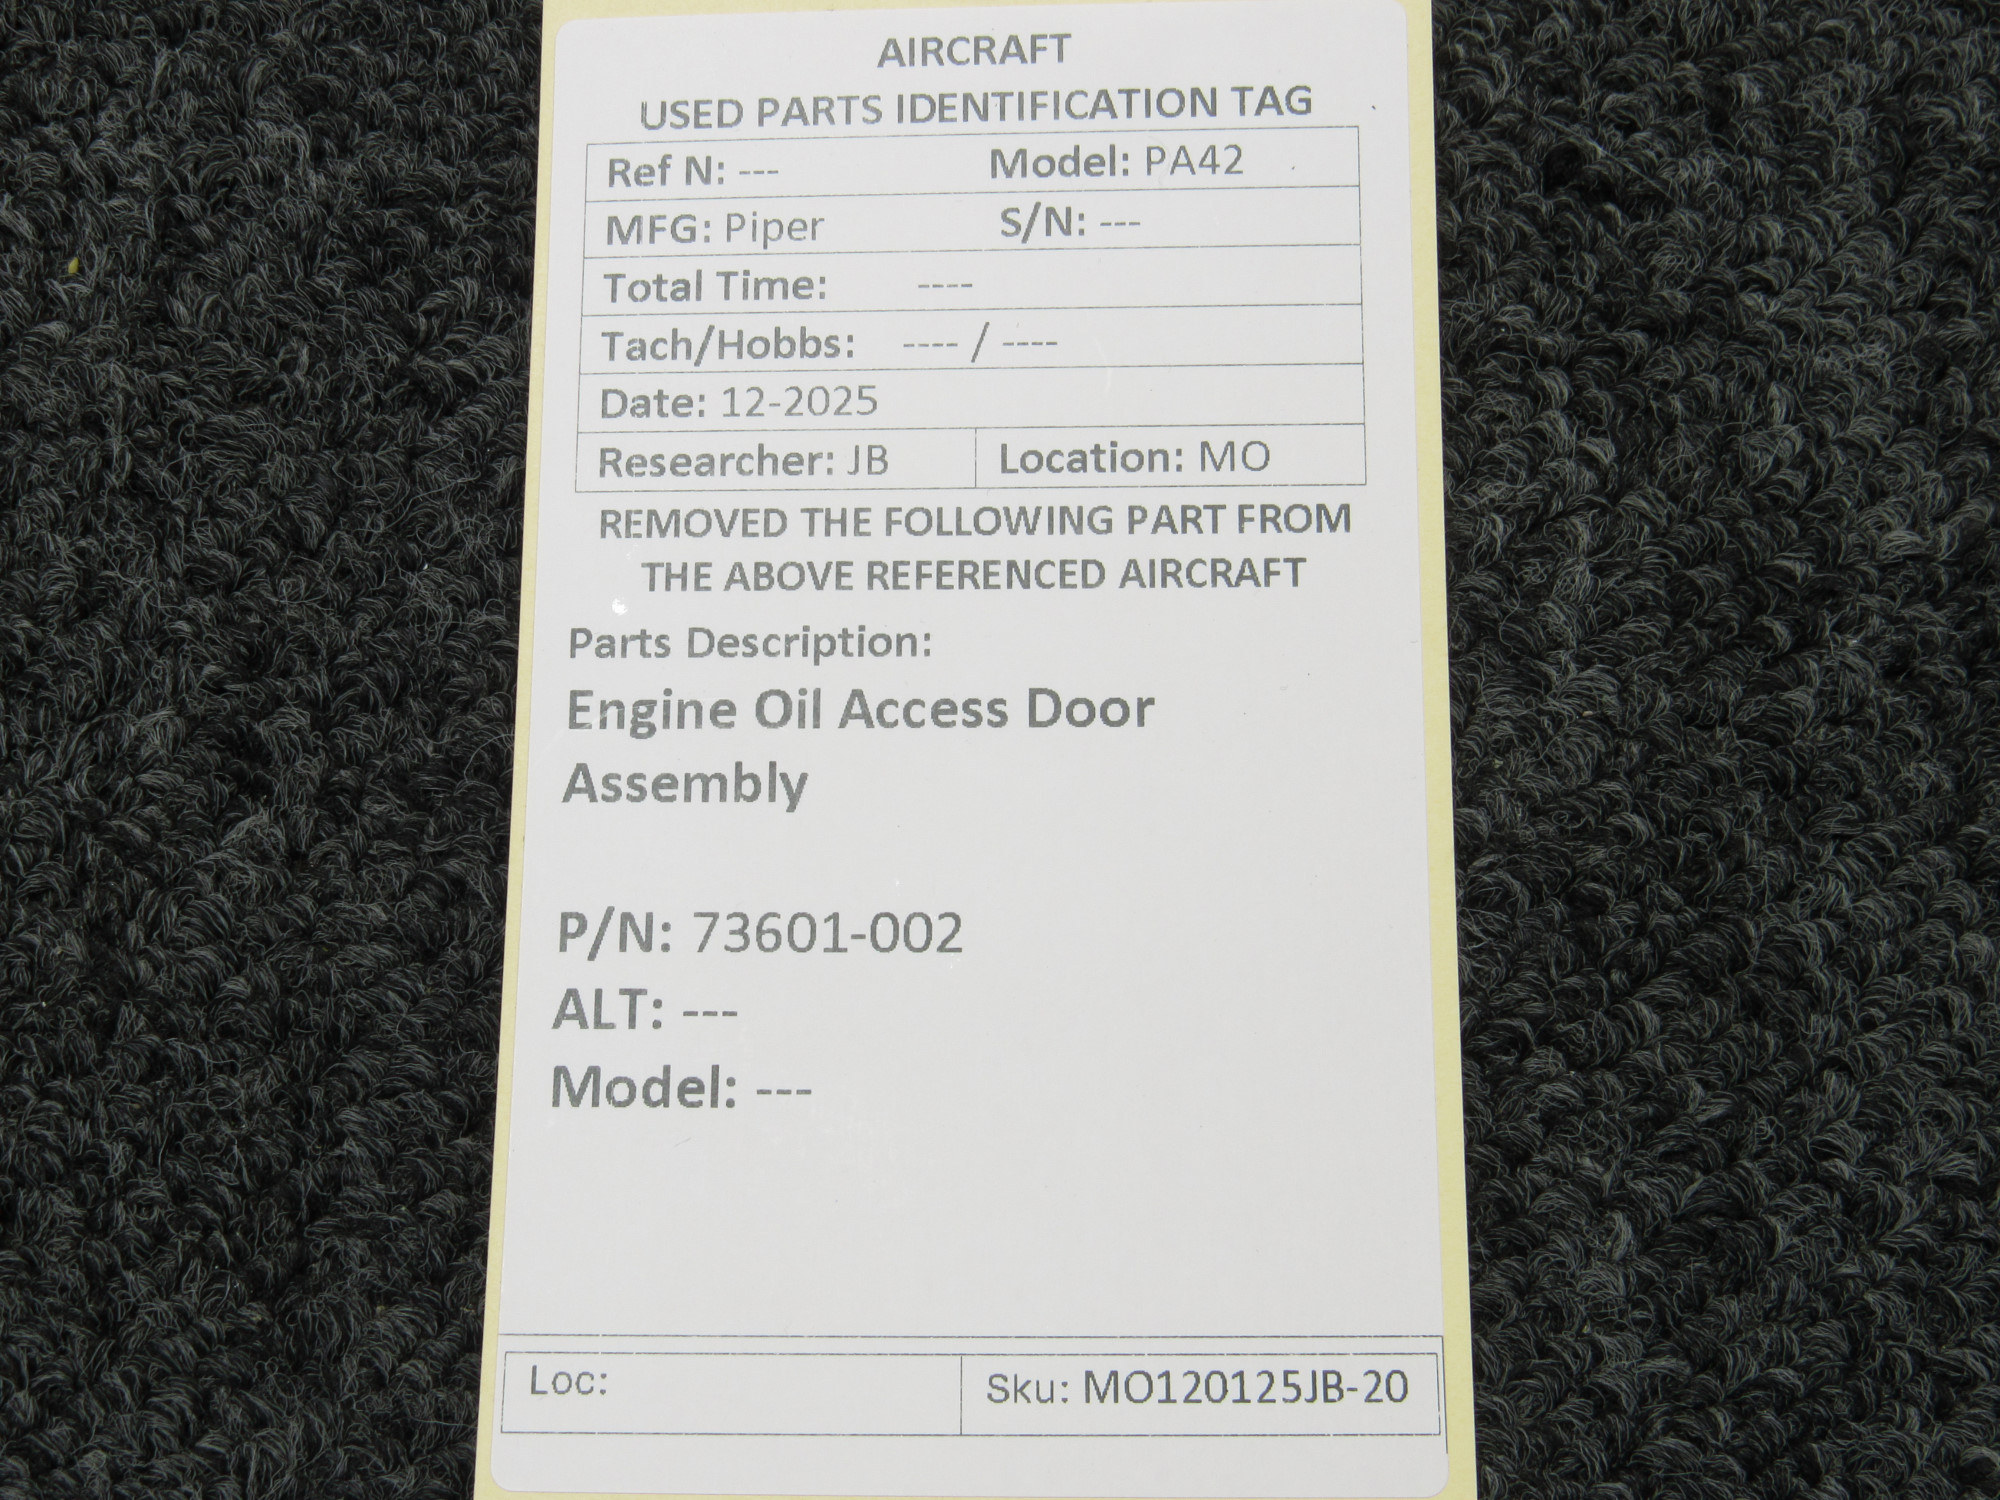 AIRCRAFT
USED PARTS IDENTIFICATION TAG
Ref N: --- Model: PA42
MFG: Piper S/N: ---
Total Time: ----
Tach/Hobbs: ---- / ----
Date: 12-2025
Researcher: JB Location: MO
REMOVED THE FOLLOWING PART FROM
THE ABOVE REFERENCED AIRCRAFT
Parts Description:
Engine Oil Access Door
Assembly
P/N: 73601-002
ALT: ---
Model: ---
Loc: Sku: MO120125JB-20